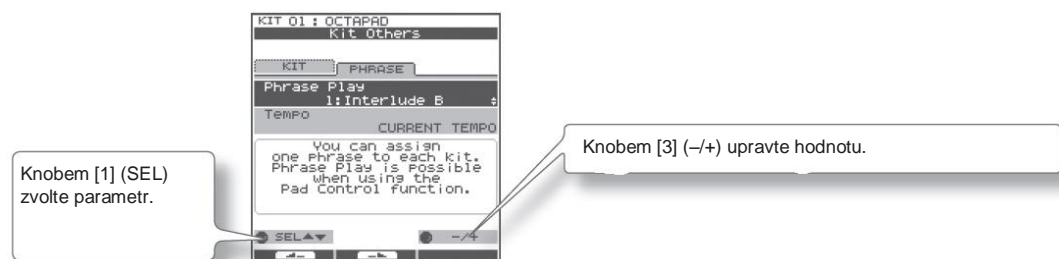 KIT 01 : OCTAPAD
Kit Others
KIT
PHRASE
Phrase Play
1:Interlude B
Tempo
CURRENT TEMPO
You can assign
one phrase to each kit.
Phrase Play is possible
when using the
Pad Control function.
SEL▲▼
–/+
Knobem [1] (SEL)
zvolte parametr.
Knobem [3] (–/+) upravte hodnotu.